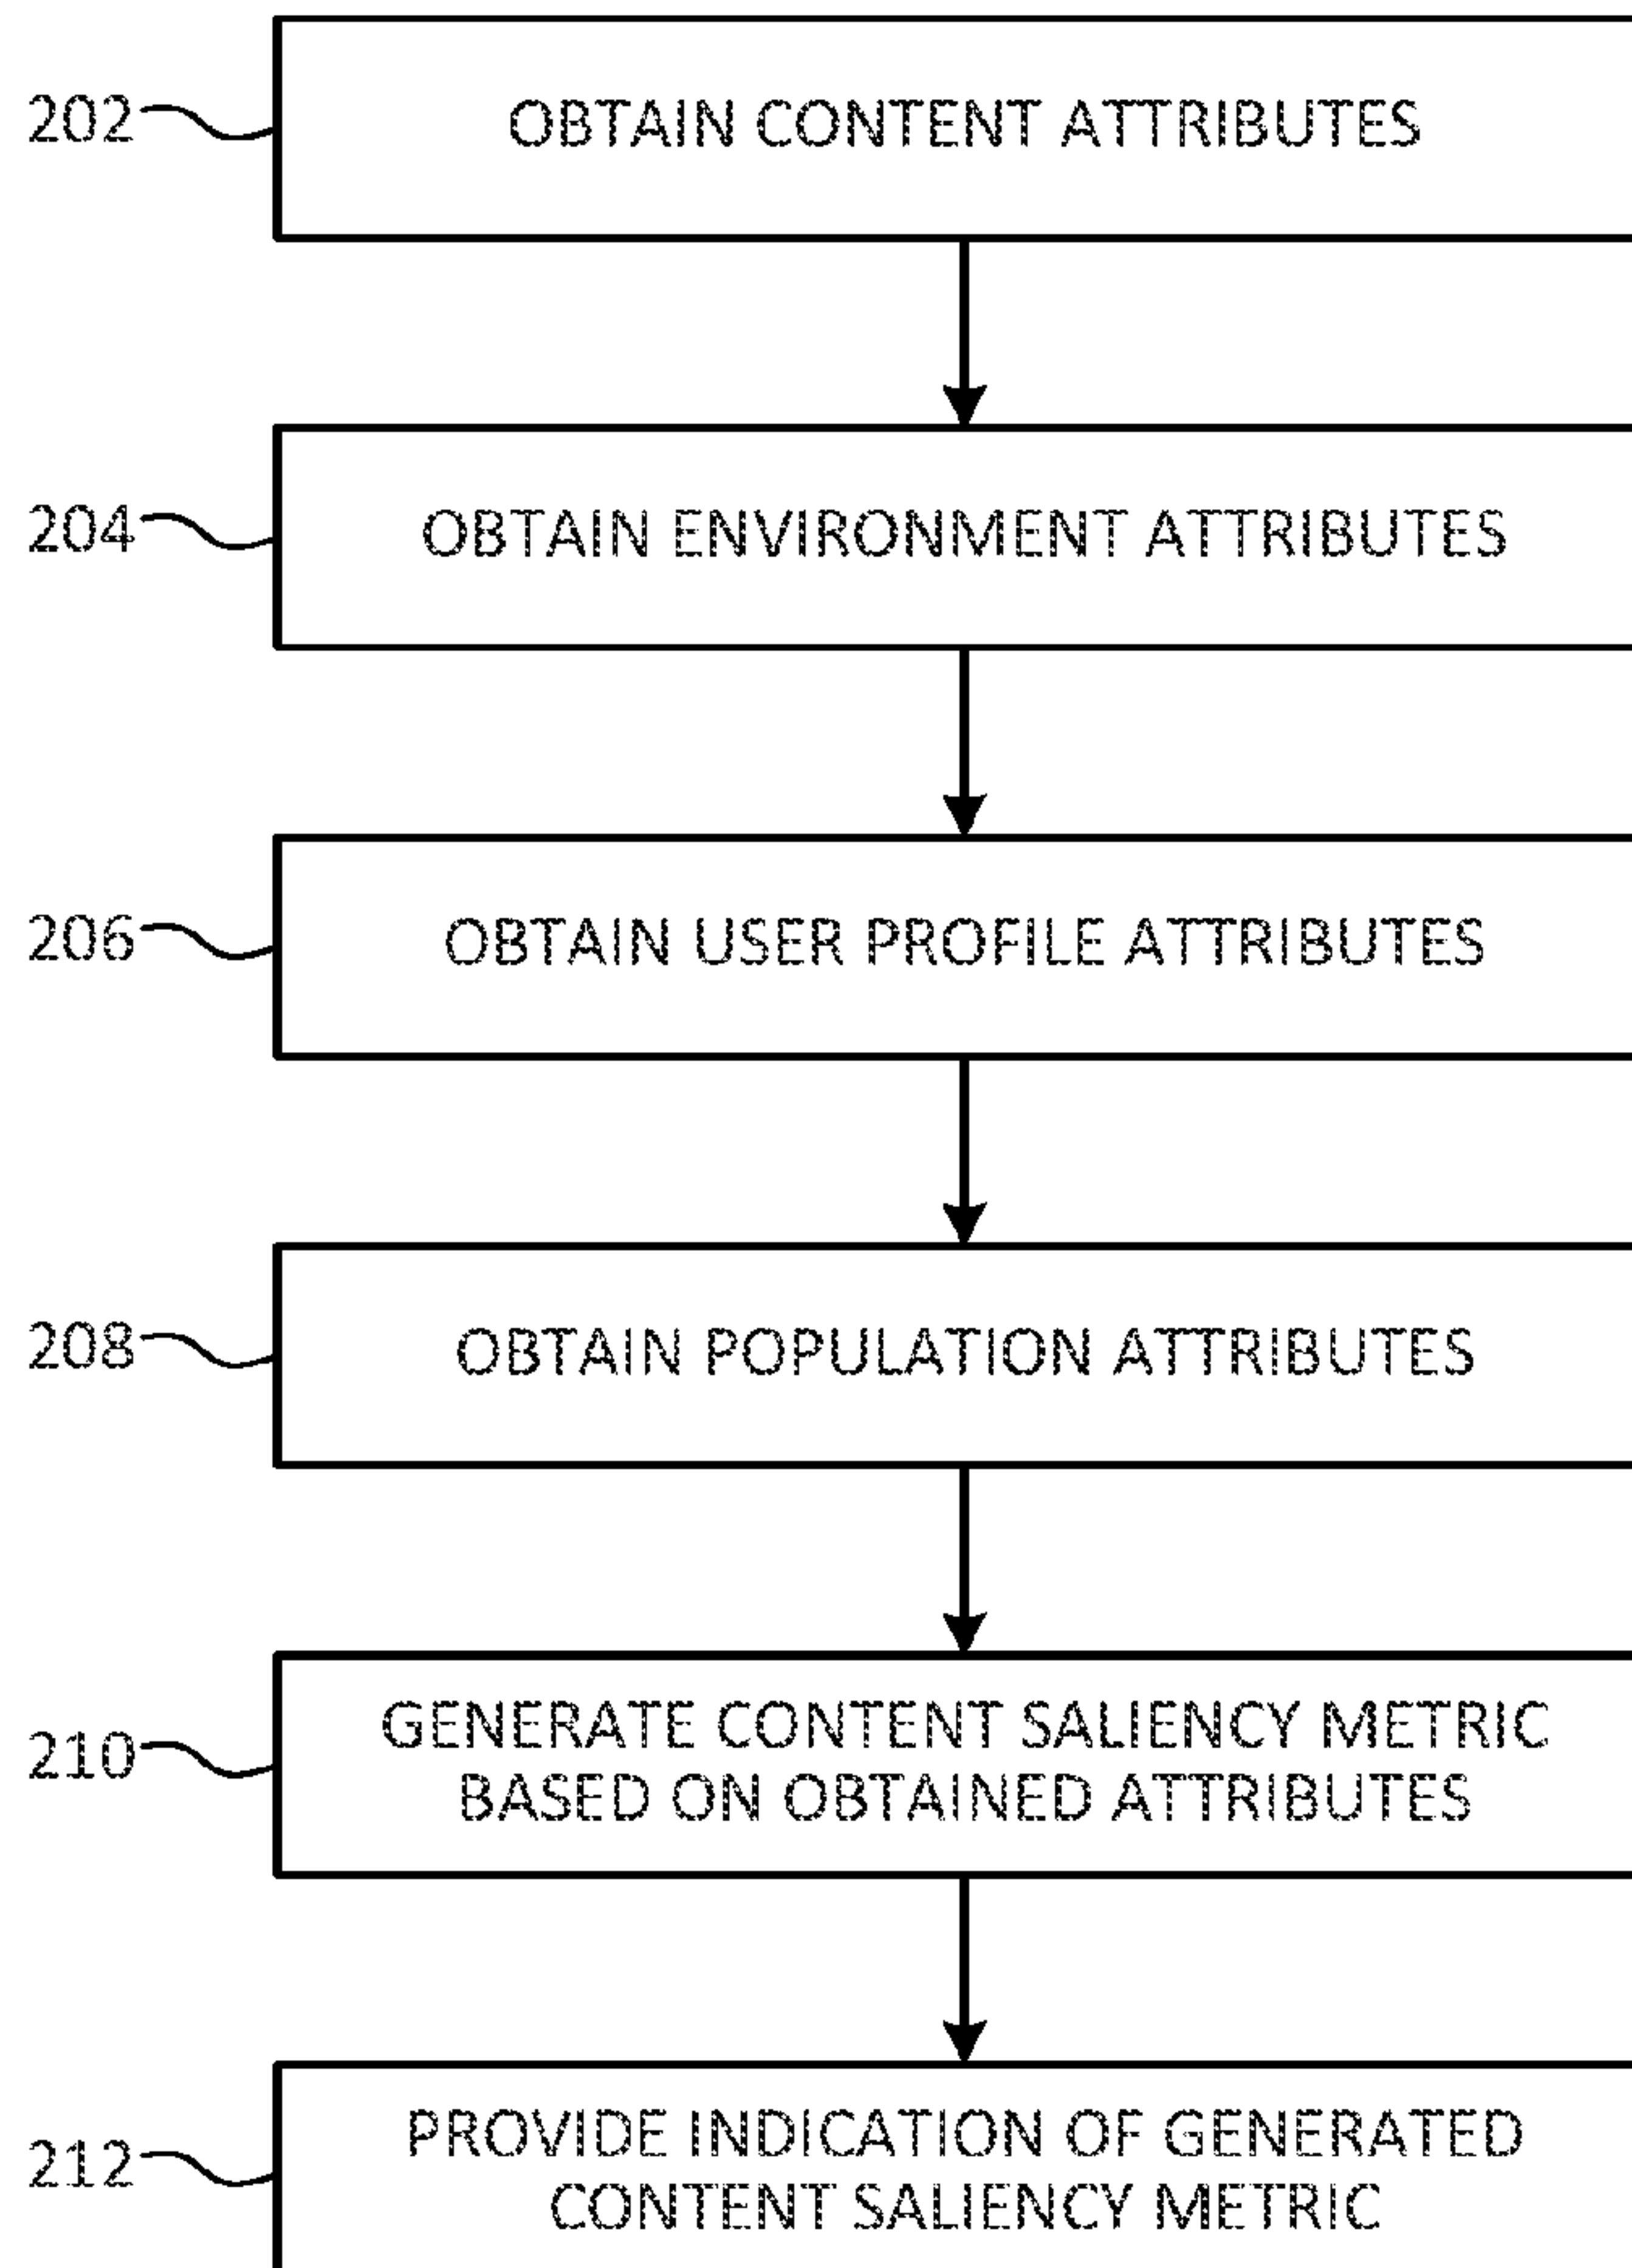 202
OBTAIN CONTENT ATTRIBUTES
204
OBTAIN ENVIRONMENT ATTRIBUTES
206
OBTAIN USER PROFILE ATTRIBUTES
208
OBTAIN POPULATION ATTRIBUTES
210
GENERATE CONTENT SALIENCY METRIC
BASED ON OBTAINED ATTRIBUTES
212
PROVIDE INDICATION OF GENERATED
CONTENT SALIENCY METRIC